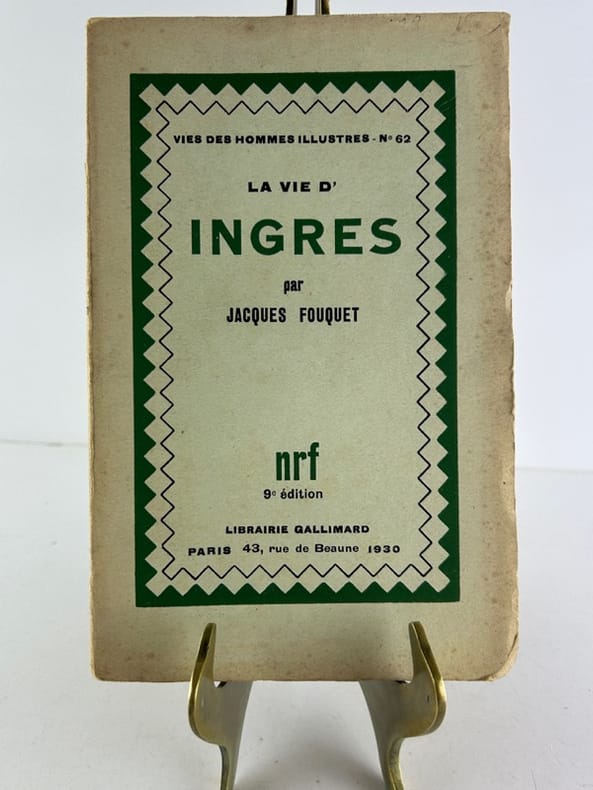 VIES DES HOMMES ILLUSTRES - No 62
LA VIE D'
INGRES
par
JACQUES FOUQUET
nrf
9e édition
LIBRAIRIE GALLIMARD
PARIS 43, rue de Beaune 1930